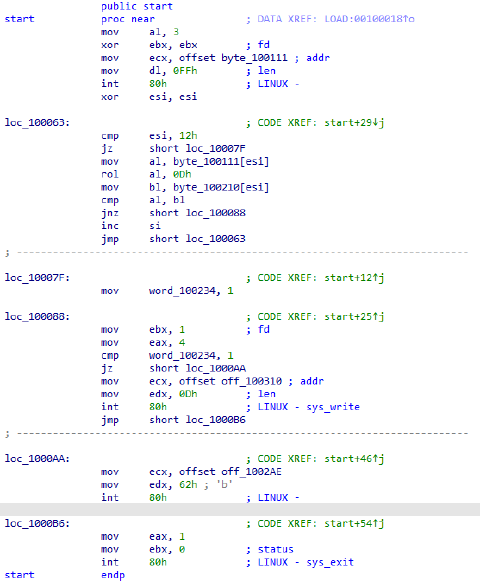 public start
start proc near ; DATA XREF: LOAD:00100018↑o
mov al, 3
xor ebx, ebx ; fd
mov ecx, offset byte_100111 ; addr
mov dl, 0FFh ; len
int 80h ; LINUX -
xor esi, esi
loc_100063: ; CODE XREF: start+29↓j
cmp esi, 12h
jz short loc_10007F
mov al, byte_100111[esi]
rol al, 0Dh
mov bl, byte_100210[esi]
cmp al, bl
jnz short loc_100088
inc si
jmp short loc_100063
; ---------------------------------------------------------------------------
loc_10007F: ; CODE XREF: start+12↑j
mov word_100234, 1
loc_100088: ; CODE XREF: start+25↑j
mov ebx, 1 ; fd
mov eax, 4
cmp word_100234, 1
jz short loc_1000AA
mov ecx, offset off_100310 ; addr
mov edx, 0Dh ; len
int 80h ; LINUX - sys_write
jmp short loc_1000B6
; ---------------------------------------------------------------------------
loc_1000AA: ; CODE XREF: start+46↑j
mov ecx, offset off_1002AE
mov edx, 62h ; 'b'
int 80h ; LINUX -
loc_1000B6: ; CODE XREF: start+54↑j
mov eax, 1
mov ebx, 0 ; status
int 80h ; LINUX - sys_exit
start endp